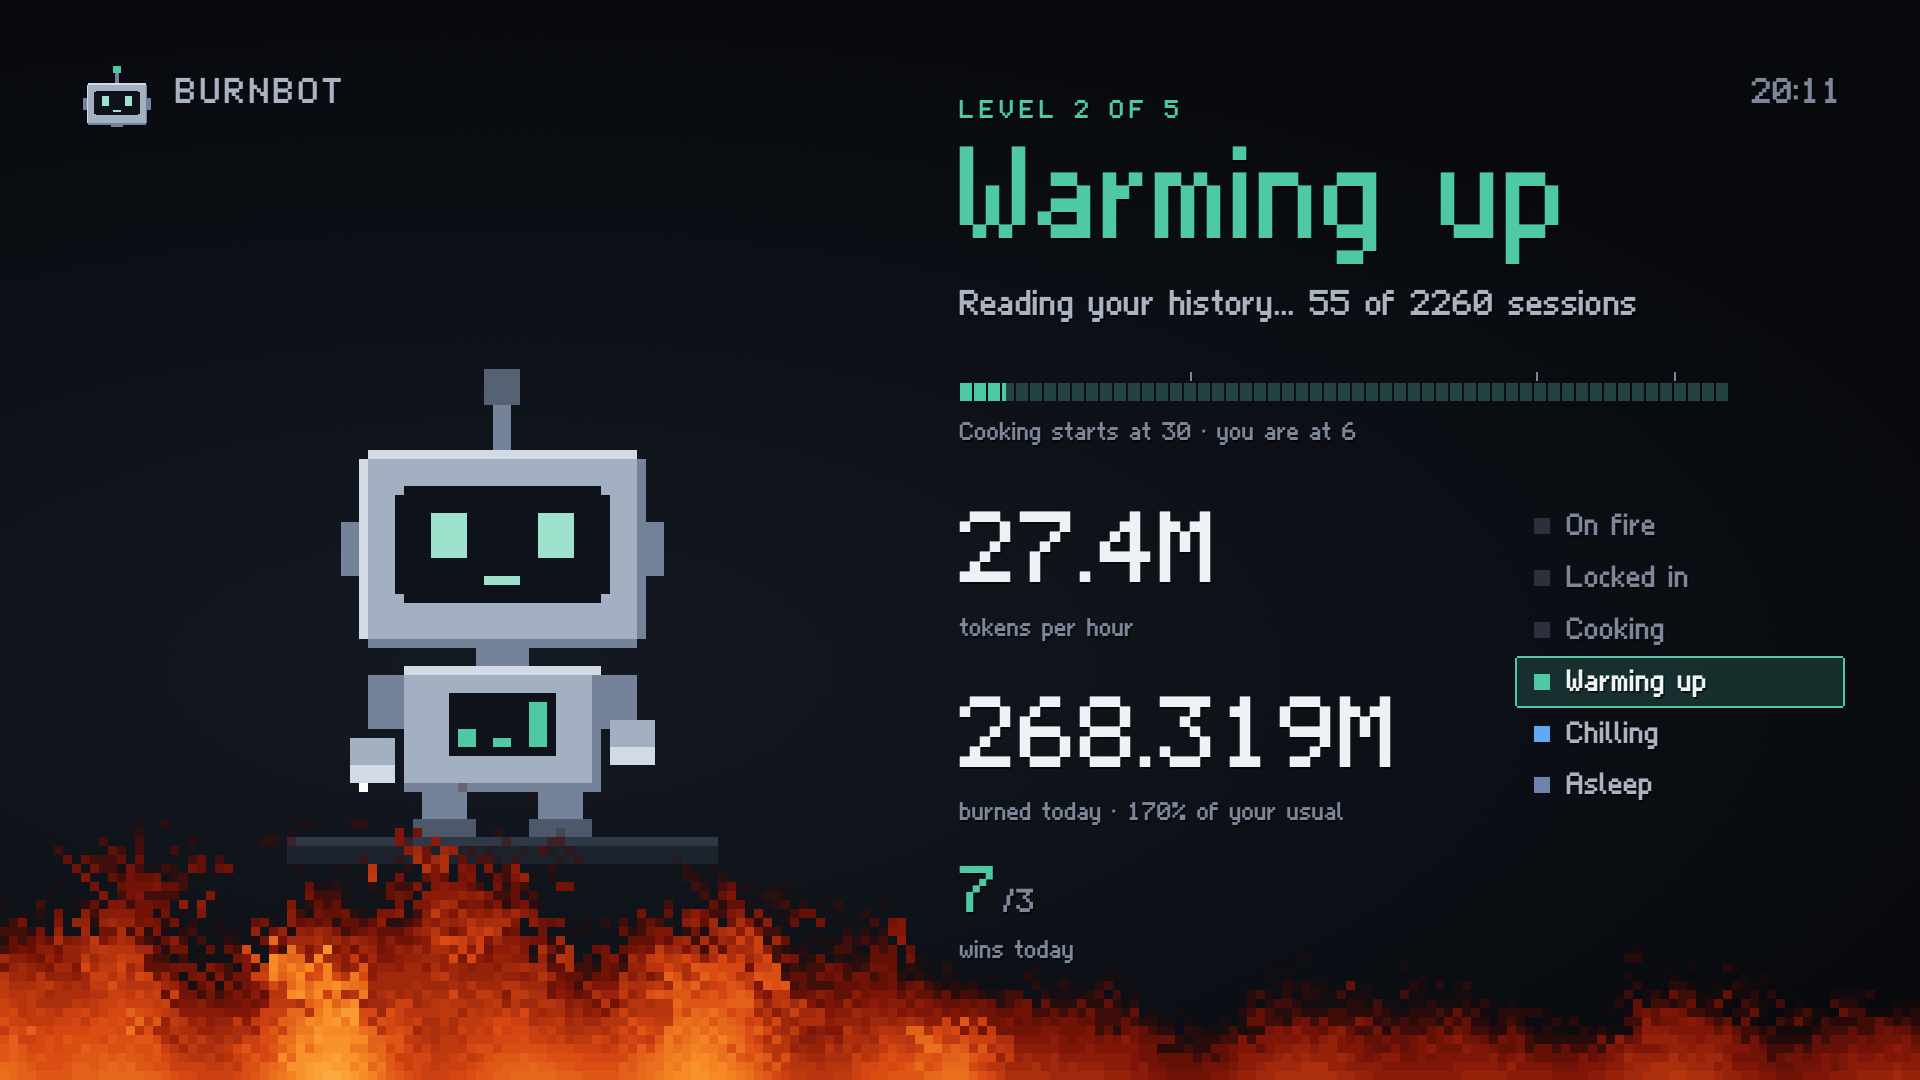 BURNBOT
20:11
LEVEL 2 OF 5
Warming up
Reading your history... 55 of 2260 sessions
Cooking starts at 30 · you are at 6
27.4M
tokens per hour
268.319M
burned today · 170% of your usual
7/3
wins today
On fire
Locked in
Cooking
Warming up
Chilling
Asleep